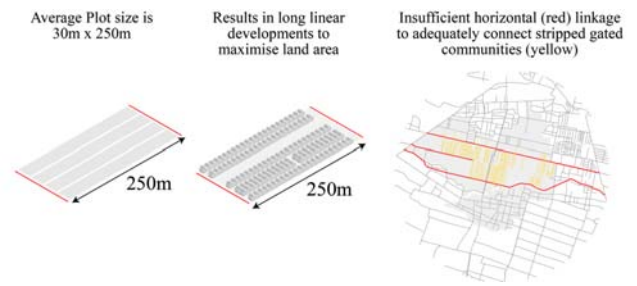 Average Plot size is
30m x 250m
Results in long linear
developments to
maximise land area
Insufficient horizontal (red) linkage
to adequately connect stripped gated
communities (yellow)
250m
250m